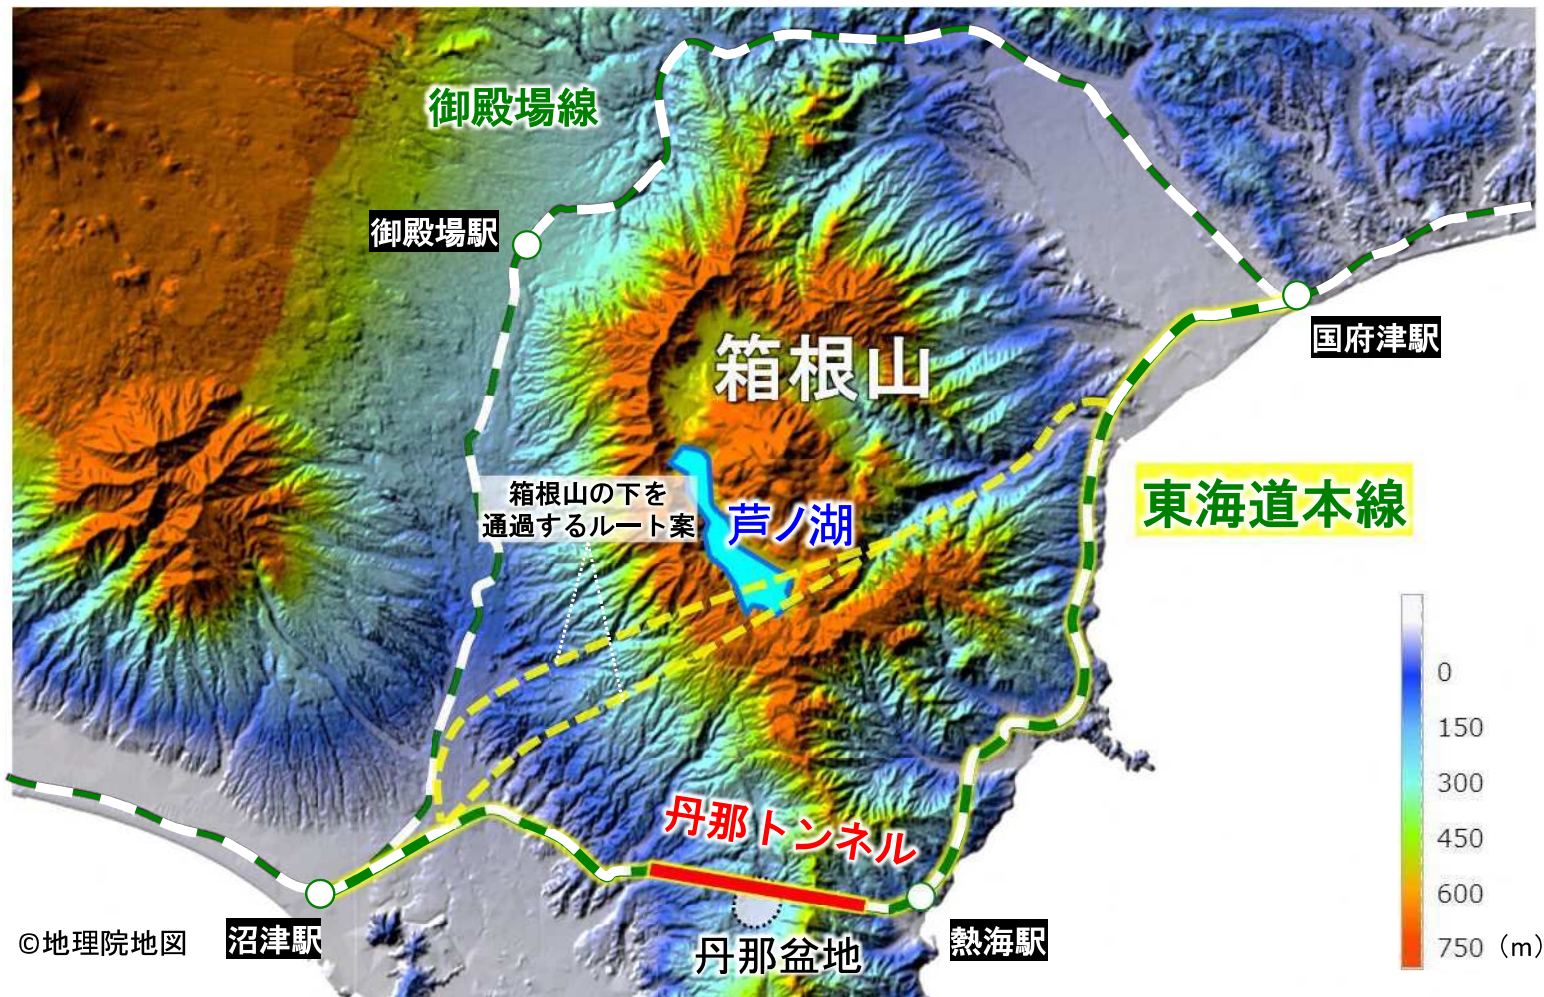 御殿場線
御殿場駅
国府津駅
箱根山
箱根山の下を
通過するルート案
芦ノ湖
東海道本線
0
150
300
450
600
750 (m)
丹那トンネル
沼津駅
熱海駅
丹那盆地
©地理院地図